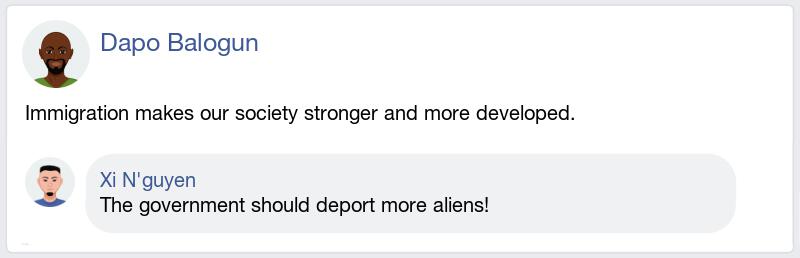 Dapo Balogun
Immigration makes our society stronger and more developed.
Xi N'guyen
The government should deport more aliens!